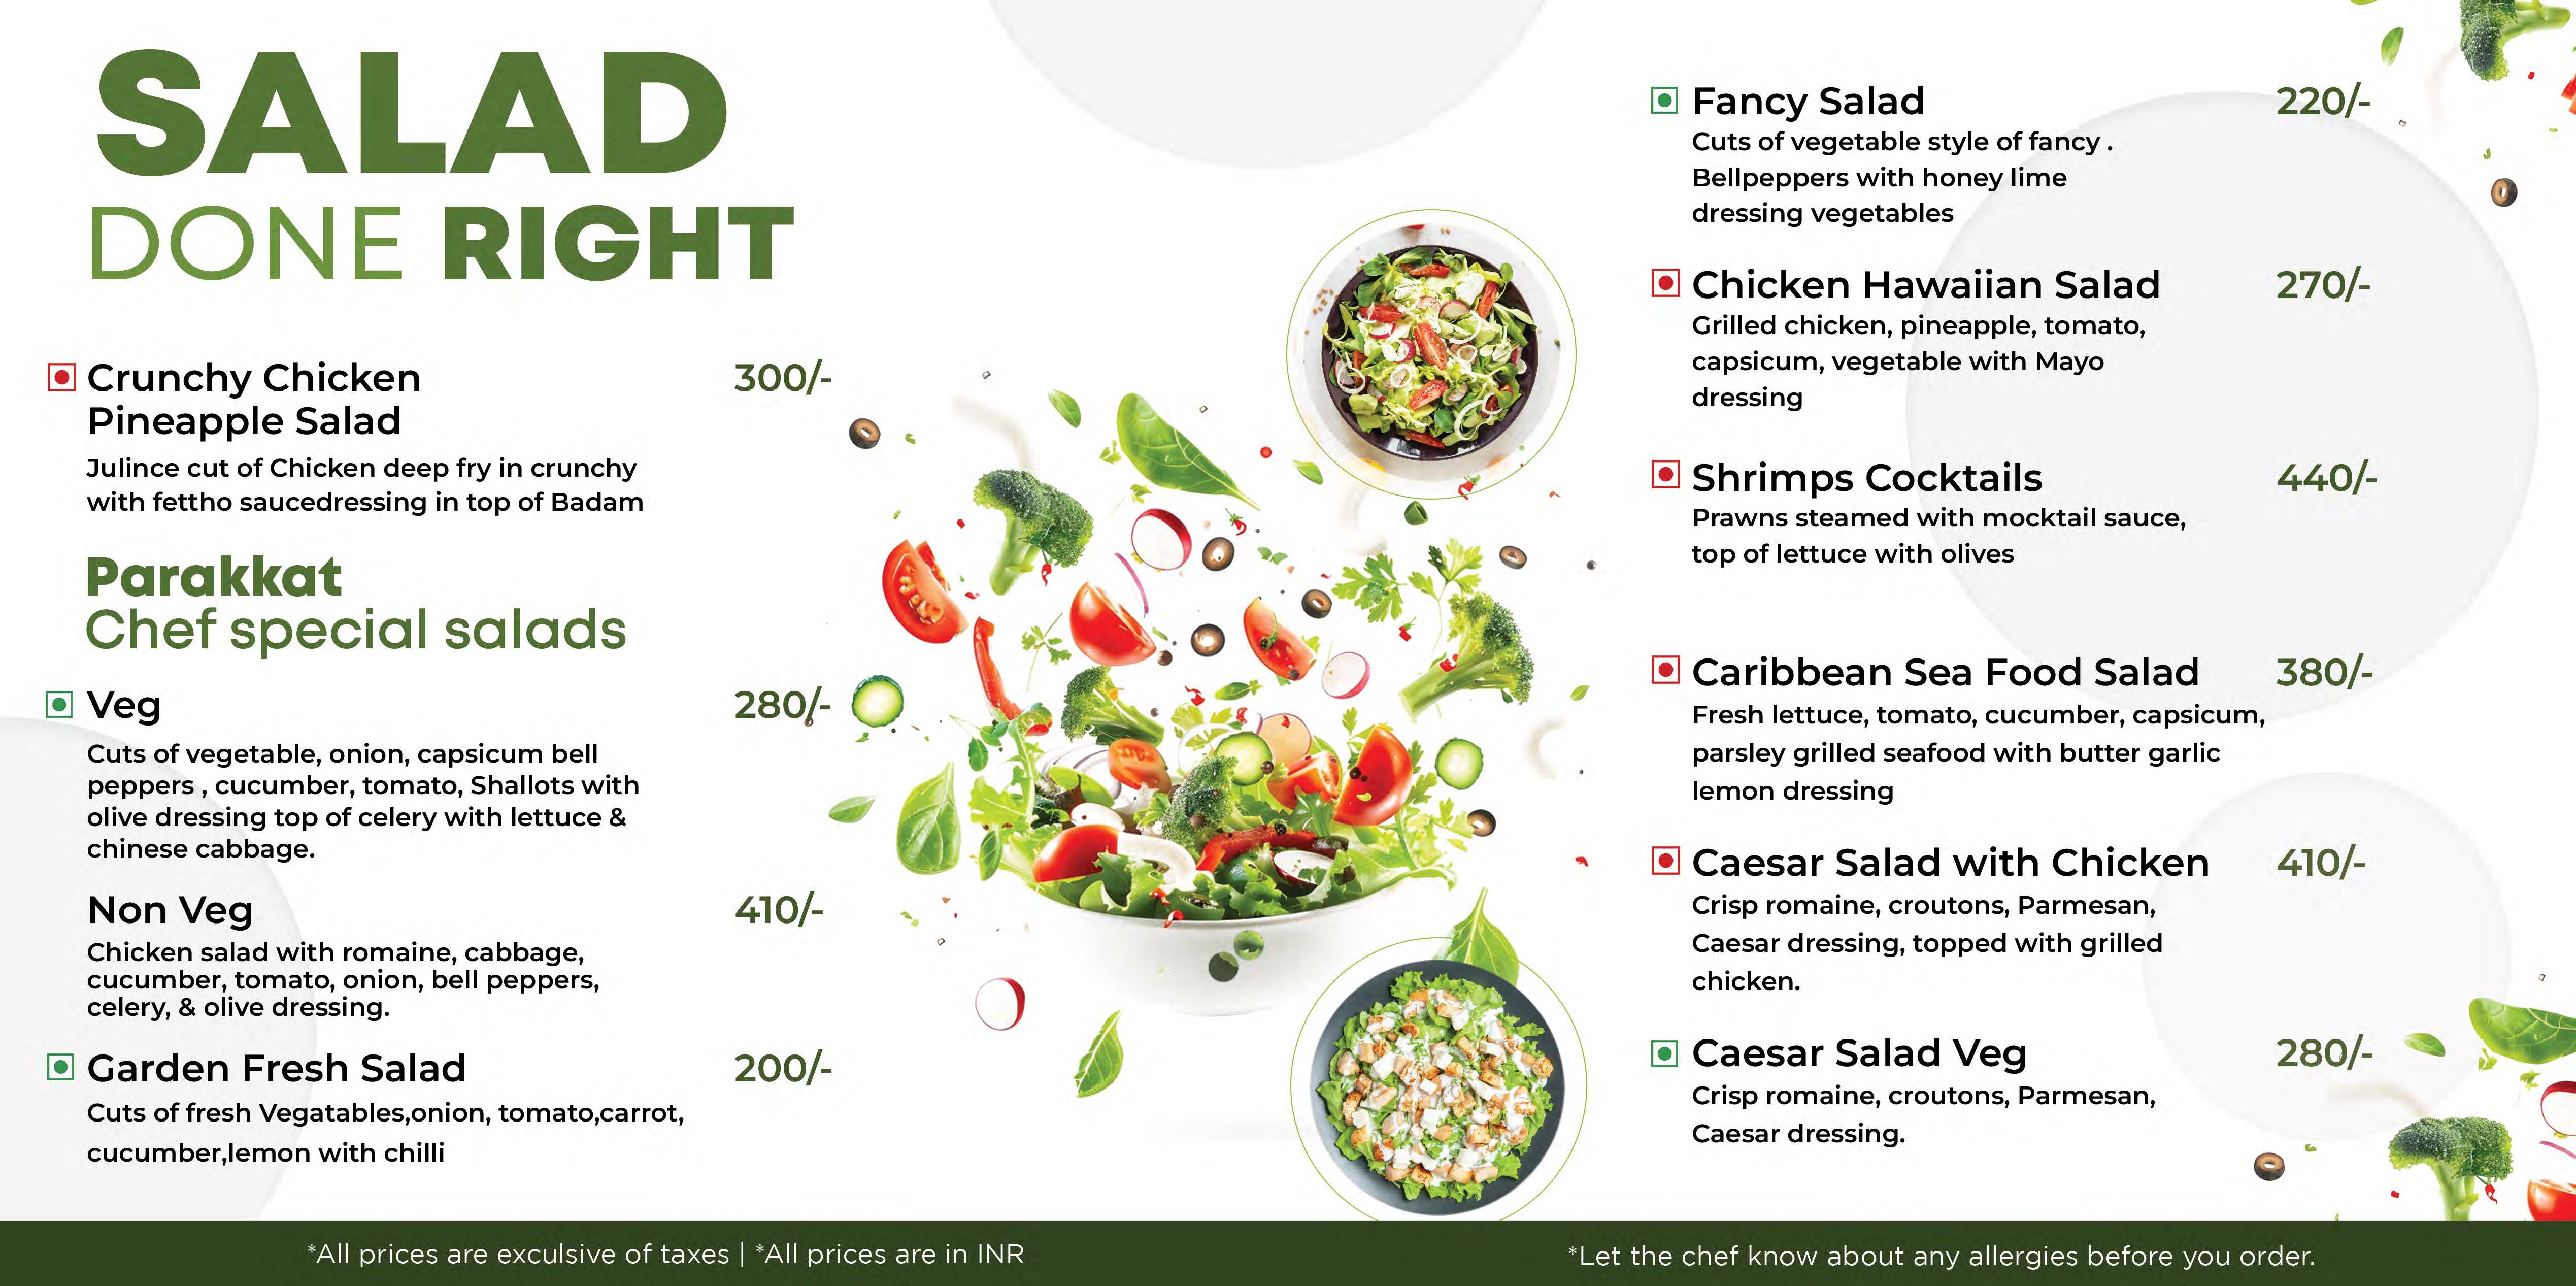 SALAD
DONE RIGHT
Crunchy Chicken 300/-
Pineapple Salad
Julince cut of Chicken deep fry in crunchy
with fettho saucedressing in top of Badam
Parakkat
Chef special salads
Veg 280/-
Cuts of vegetable, onion, capsicum bell
peppers , cucumber, tomato, Shallots with
olive dressing top of celery with lettuce &
chinese cabbage.
Non Veg 410/-
Chicken salad with romaine, cabbage,
cucumber, tomato, onion, bell peppers,
celery, & olive dressing.
Garden Fresh Salad 200/-
Cuts of fresh Vegatables,onion, tomato,carrot,
cucumber,lemon with chilli
Fancy Salad 220/-
Cuts of vegetable style of fancy .
Bellpeppers with honey lime
dressing vegetables
Chicken Hawaiian Salad 270/-
Grilled chicken, pineapple, tomato,
capsicum, vegetable with Mayo
dressing
Shrimps Cocktails 440/-
Prawns steamed with mocktail sauce,
top of lettuce with olives
Caribbean Sea Food Salad 380/-
Fresh lettuce, tomato, cucumber, capsicum,
parsley grilled seafood with butter garlic
lemon dressing
Caesar Salad with Chicken 410/-
Crisp romaine, croutons, Parmesan,
Caesar dressing, topped with grilled
chicken.
Caesar Salad Veg 280/-
Crisp romaine, croutons, Parmesan,
Caesar dressing.
*All prices are exculsive of taxes | *All prices are in INR
*Let the chef know about any allergies before you order.